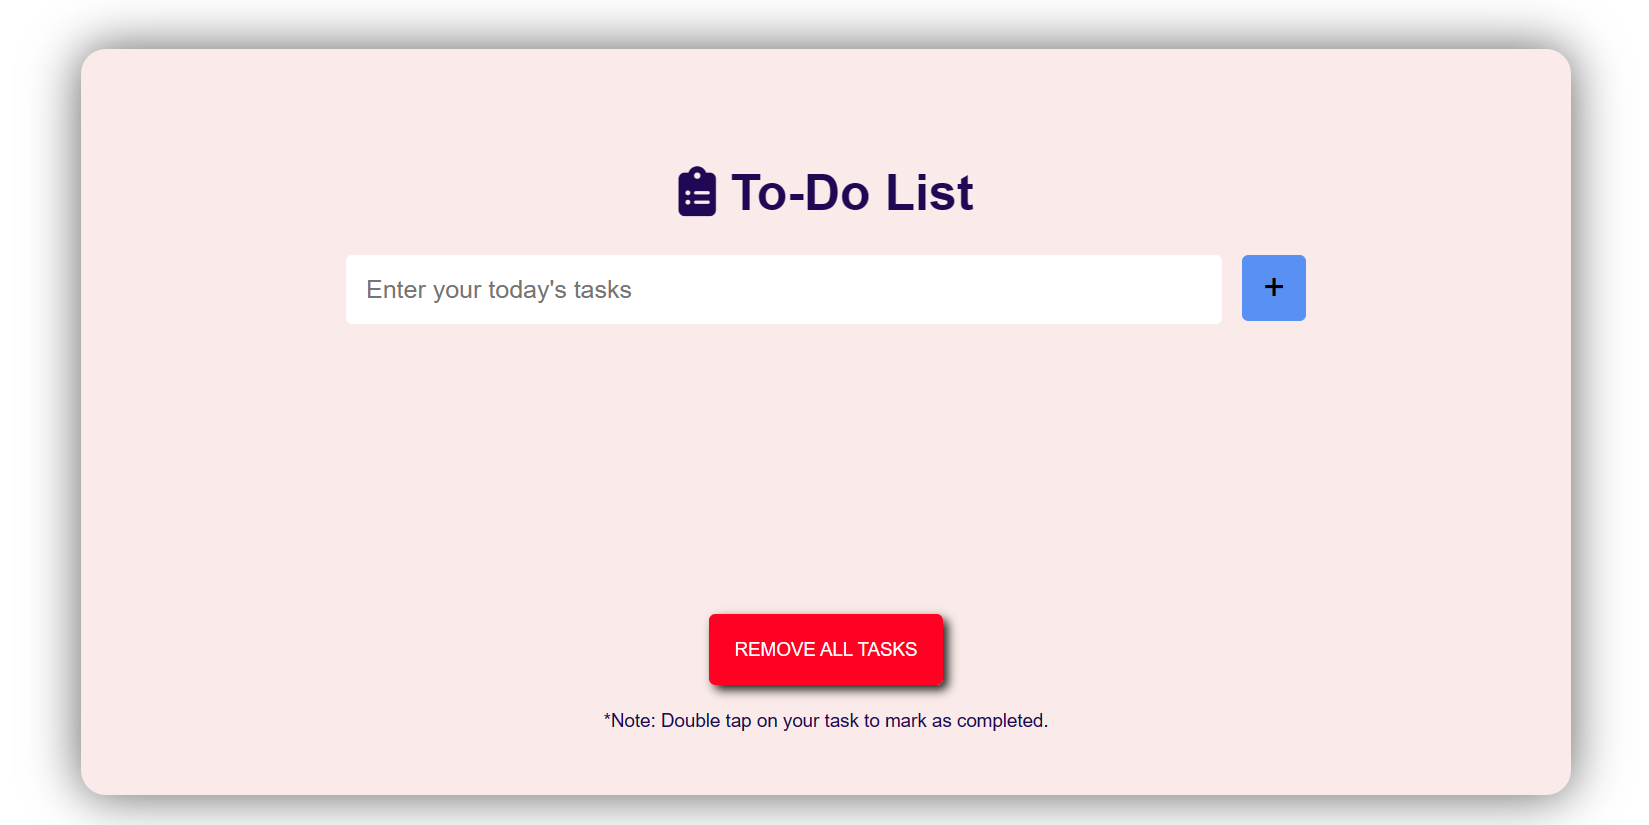 To-Do List
Enter your today's tasks
+
REMOVE ALL TASKS
*Note: Double tap on your task to mark as completed.